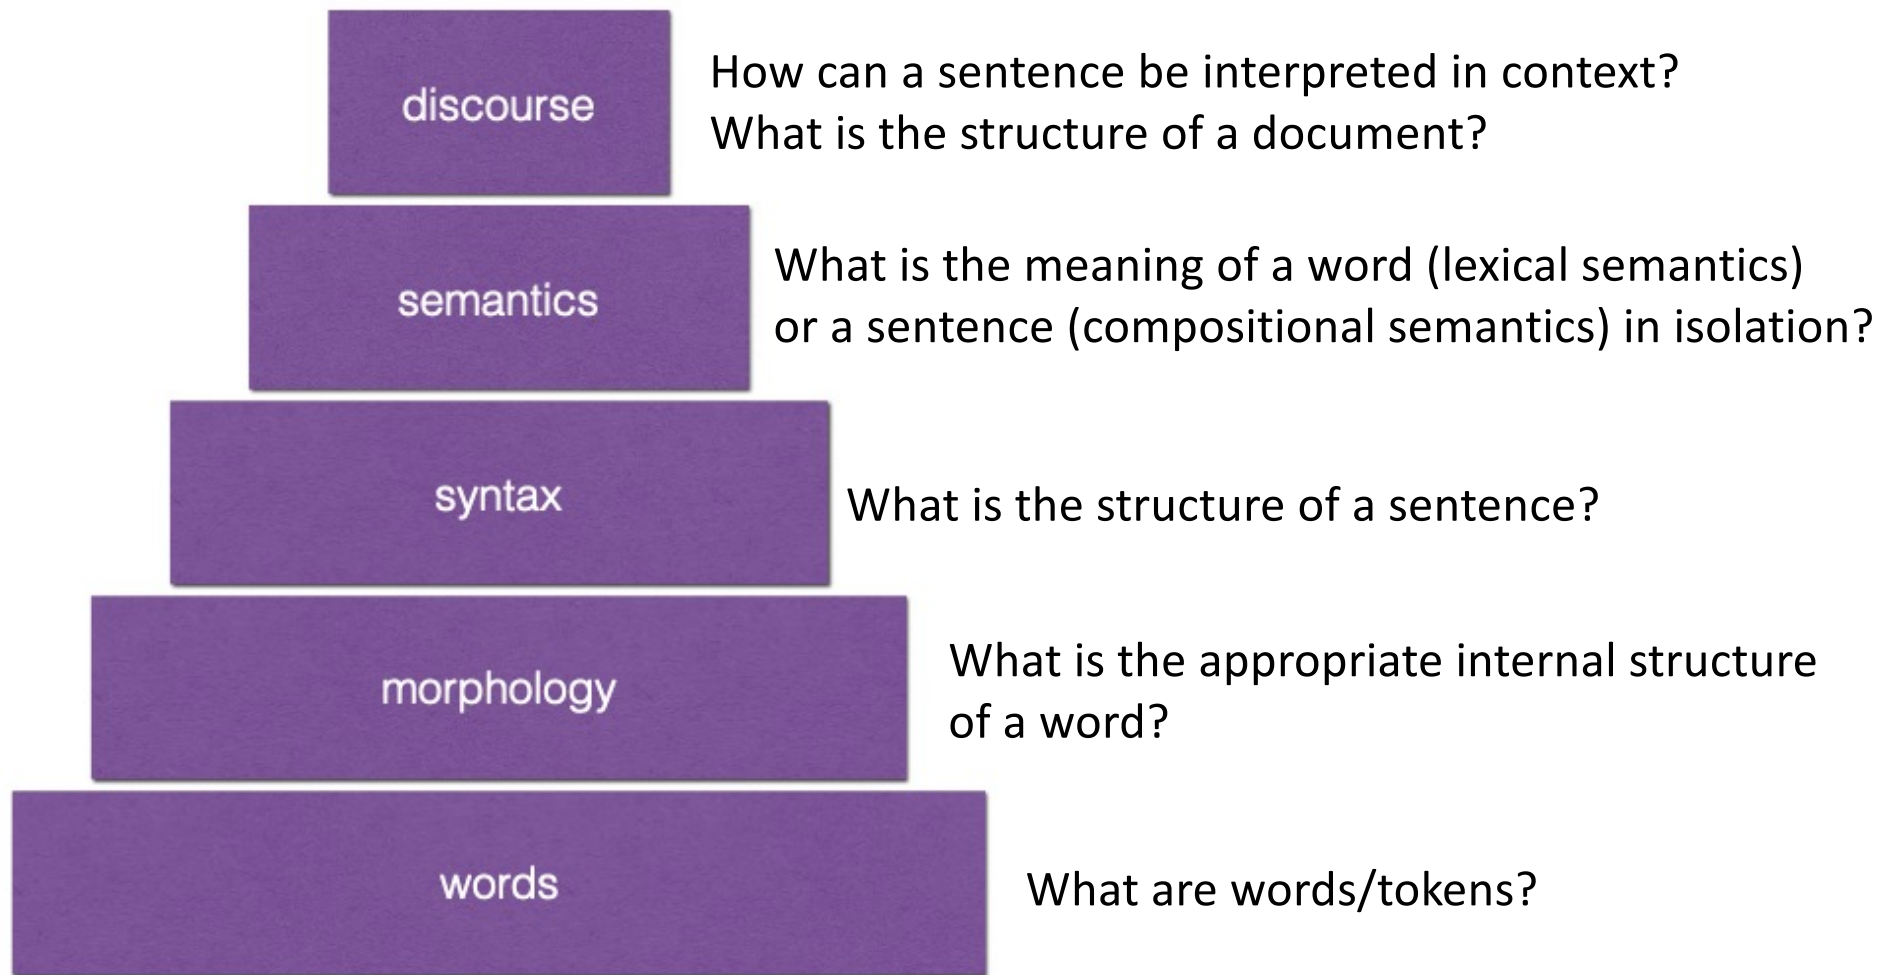 discourse
How can a sentence be interpreted in context?
What is the structure of a document?
semantics
What is the meaning of a word (lexical semantics)
or a sentence (compositional semantics) in isolation?
syntax
What is the structure of a sentence?
morphology
What is the appropriate internal structure
of a word?
words
What are words/tokens?